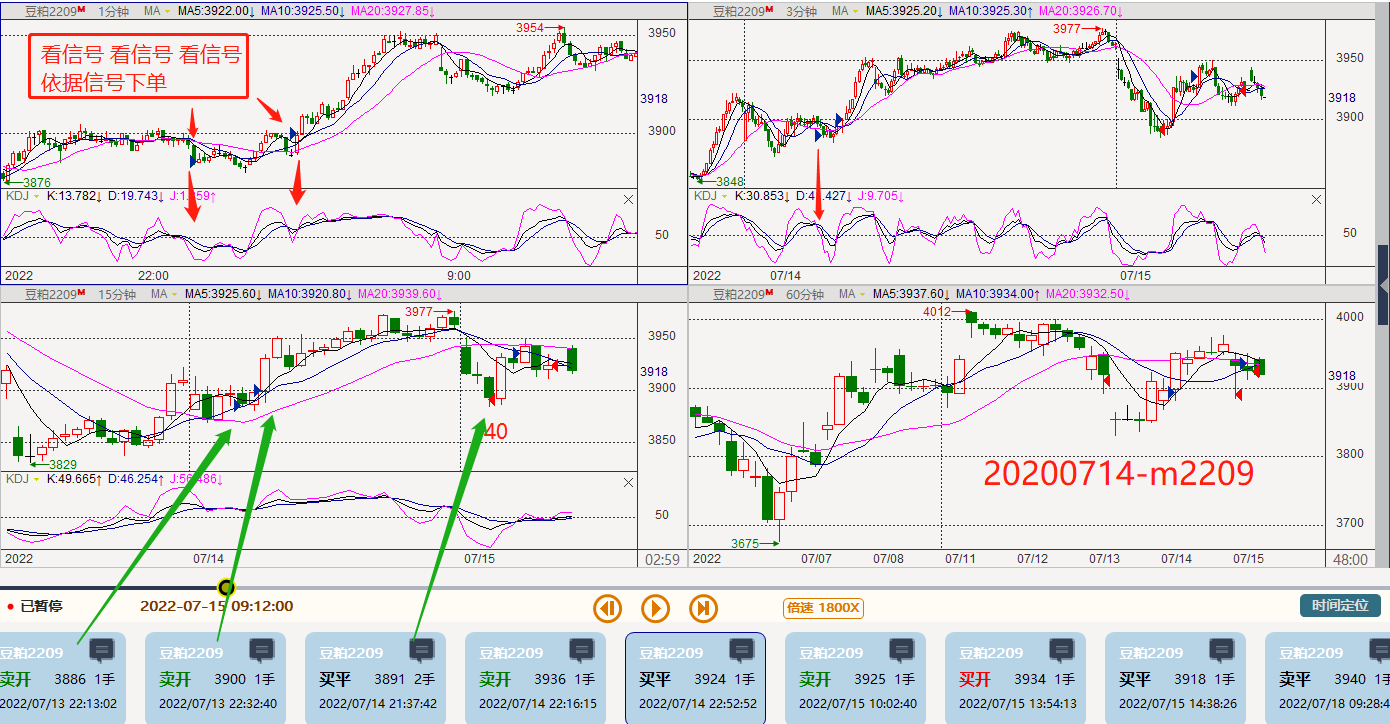 豆粕2209M 1分钟 MA MA5:3922.00↓ MA10:3925.50↓ MA20:3927.85↓
看信号 看信号 看信号
依据信号下单
3954
3950
3918
3900
3876
KDJ K:13.782↓ D:19.743↓
50
2022 22:00 9:00
豆粕2209M 3分钟 MA MA5:3925.20↓ MA10:3925.30↑ MA20:3926.70↓
3977
3950
3918
3900
3848
KDJ K:30.853↓ J:9.705↓
50
2022 07/14 07/15
豆粕2209M 15分钟 MA MA5:3925.60↓ MA10:3920.80↓ MA20:3939.60↓
3977
3950
3918
3900
3850
40
3829
KDJ K:49.665↑ D:46.254↑
50
2022 07/14 07/15 02:59
豆粕2209M 60分钟 MA MA5:3937.60↓ MA10:3934.00↑ MA20:3932.50↓
4012
4000
3918
3900
3800
20200714-m2209
3700
3675
2022 07/07 07/08 07/11 07/12 07/13 07/14 07/15 48:00
已暂停 2022-07-15 09:12:00 倍速 1800X 时间定位
豆粕2209
卖开 3886 1手
2022/07/13 22:13:02
豆粕2209
卖开 3900 1手
2022/07/13 22:32:40
豆粕2209
买平 3891 2手
2022/07/14 21:37:42
豆粕2209
卖开 3936 1手
2022/07/14 22:16:15
豆粕2209
买平 3924 1手
2022/07/14 22:52:52
豆粕2209
卖开 3925 1手
2022/07/15 10:02:40
豆粕2209
买开 3934 1手
2022/07/15 13:54:13
豆粕2209
买平 3918 1手
2022/07/15 14:38:26
豆粕2209
卖平 3940 1手
2022/07/18 09:28:4